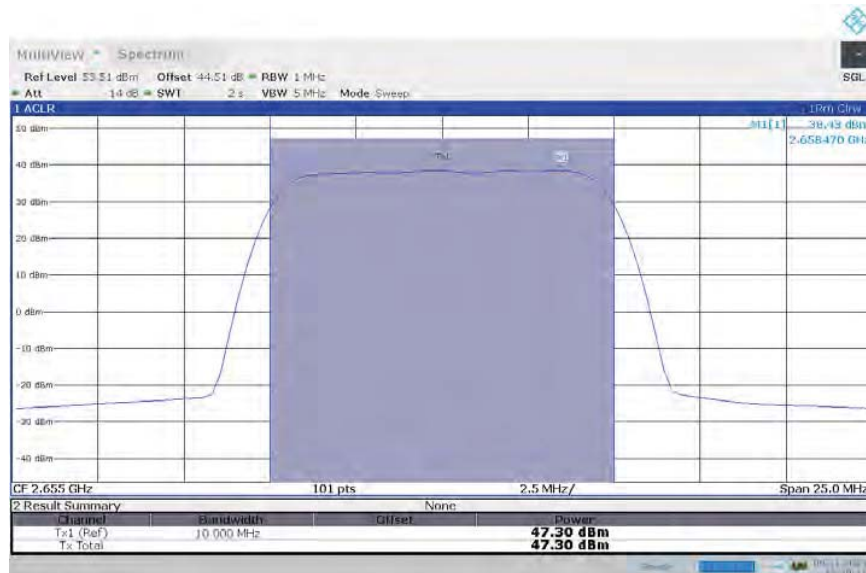 MultiView Spectrum
Ref Level 53.51 dBm Offset 44.51 dB RBW 1 MHz
SGL
Att 14 dB SWT 2 s VBW 5 MHz Mode Sweep
1 ACLR 1Rm Clrw
M1[1] 38.43 dBm
2.658470 GHz
50 dBm
Tx1 M1
40 dBm
30 dBm
20 dBm
10 dBm
0 dBm
-10 dBm
-20 dBm
-30 dBm
-40 dBm
CF 2.655 GHz 101 pts 2.5 MHz/ Span 25.0 MHz
2 Result Summary None
Channel Bandwidth Offset Power
Tx1 (Ref) 10.000 MHz 47.30 dBm
Tx Total 47.30 dBm